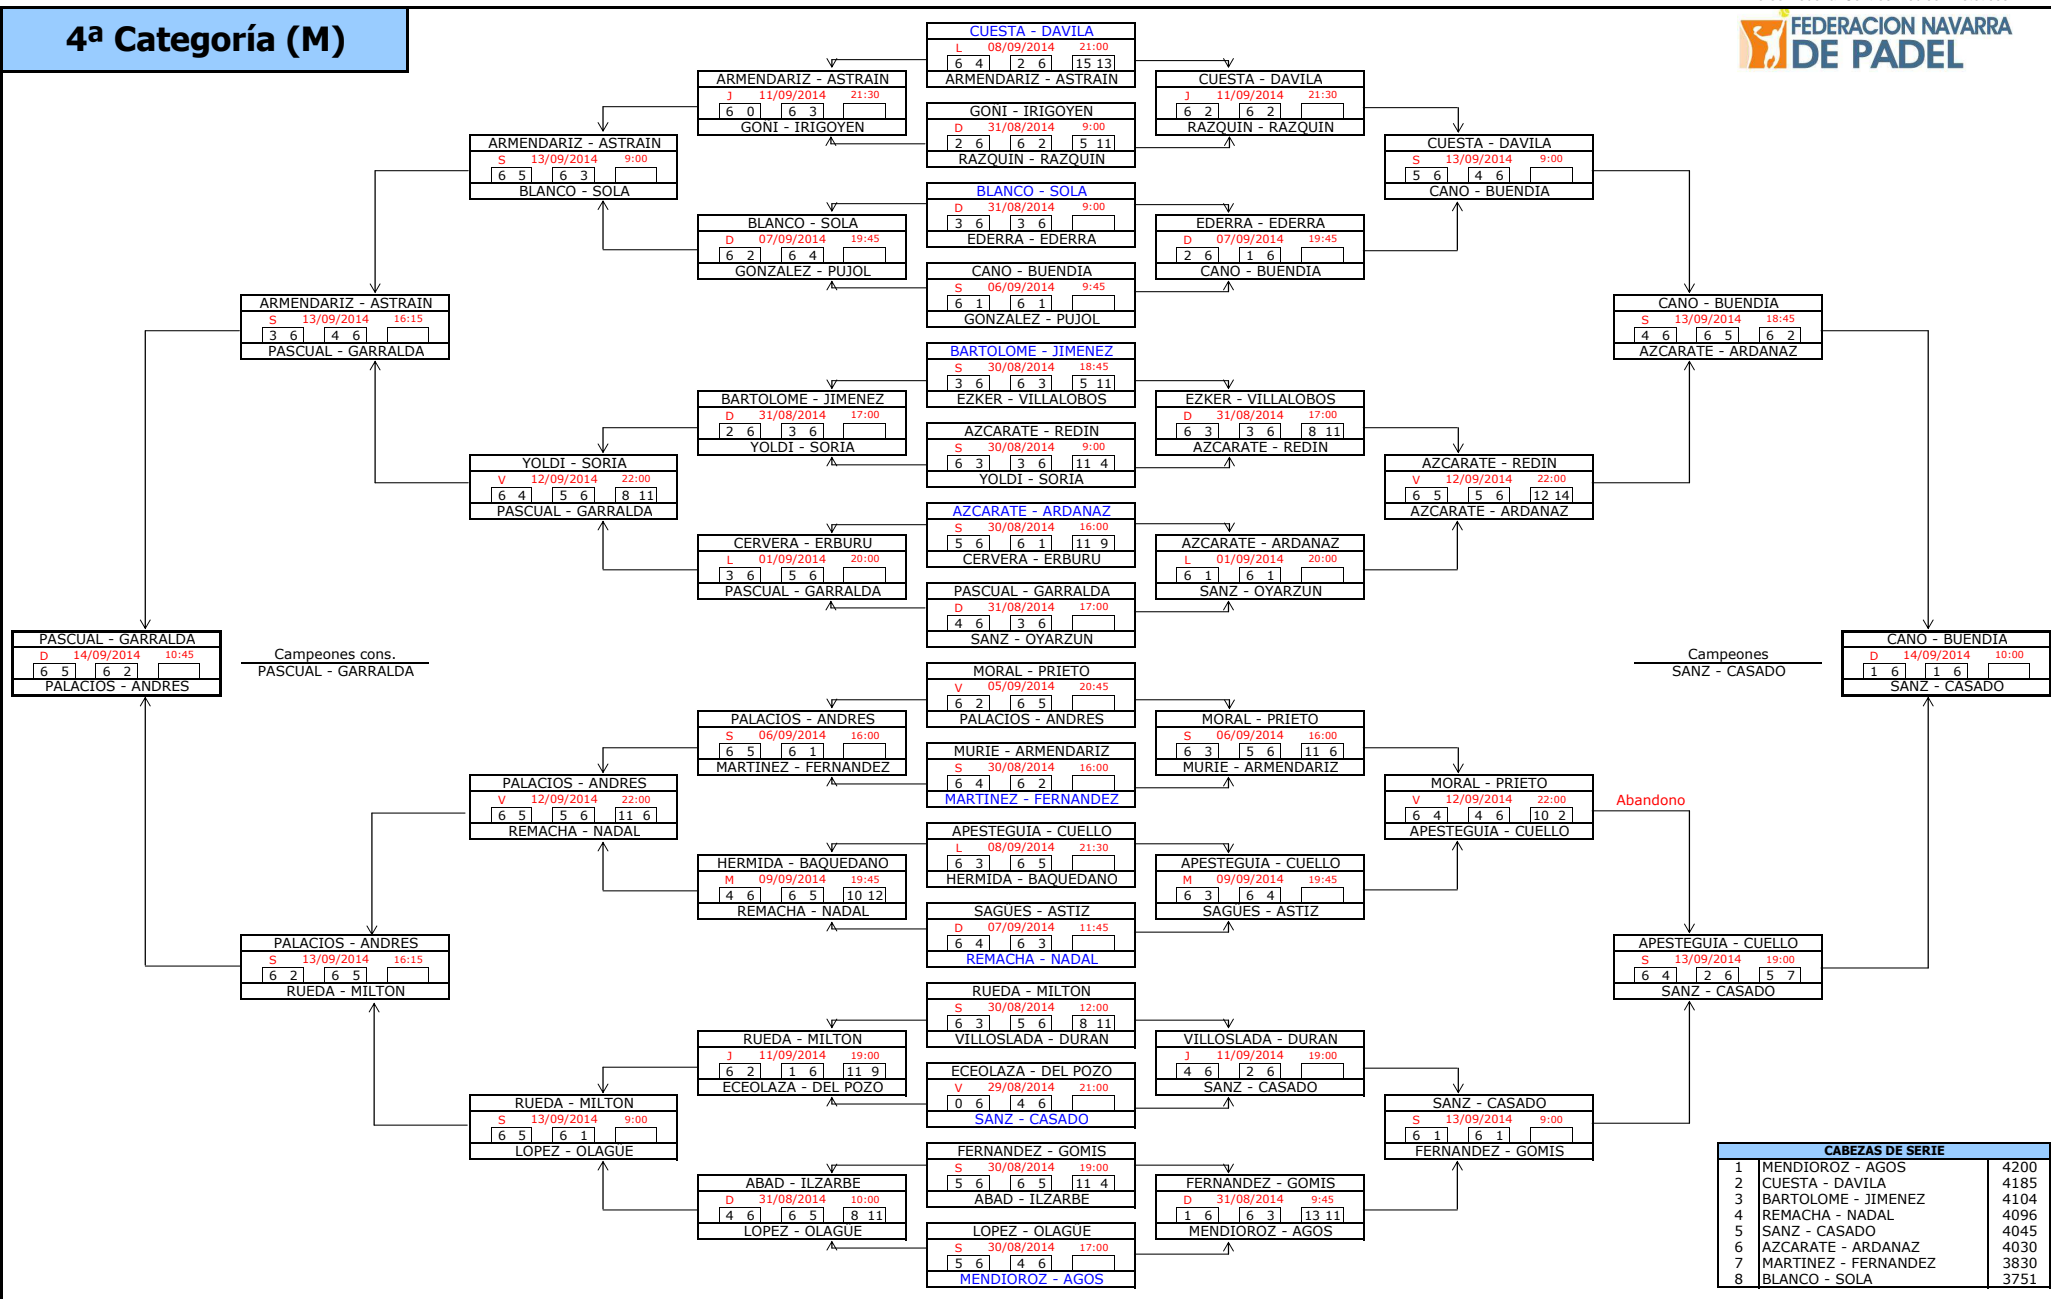 4ª Categoría (M)
FEDERACION NAVARRA
DE PADEL
PASCUAL - GARRALDA
D 14/09/2014 10:45
6 5 6 2
PALACIOS - ANDRES
Campeones cons.
PASCUAL - GARRALDA
ARMENDARIZ - ASTRAIN
S 13/09/2014 16:15
3 6 4 6
PASCUAL - GARRALDA
PALACIOS - ANDRES
S 13/09/2014 16:15
6 2 6 5
RUEDA - MILTON
ARMENDARIZ - ASTRAIN
S 13/09/2014 9:00
6 5 6 3
BLANCO - SOLA
YOLDI - SORIA
V 12/09/2014 22:00
6 4 5 6 8 11
PASCUAL - GARRALDA
PALACIOS - ANDRES
V 12/09/2014 22:00
6 5 5 6 11 6
REMACHA - NADAL
RUEDA - MILTON
S 13/09/2014 9:00
6 5 6 1
LOPEZ - OLAGÜE
ARMENDARIZ - ASTRAIN
J 11/09/2014 21:30
6 0 6 3
GOÑI - IRIGOYEN
BLANCO - SOLA
D 07/09/2014 19:45
6 2 6 4
GONZALEZ - PUJOL
BARTOLOME - JIMENEZ
D 31/08/2014 17:00
2 6 3 6
YOLDI - SORIA
CERVERA - ERBURU
L 01/09/2014 20:00
3 6 5 6
PASCUAL - GARRALDA
PALACIOS - ANDRES
S 06/09/2014 16:00
6 5 6 1
MARTINEZ - FERNANDEZ
HERMIDA - BAQUEDANO
M 09/09/2014 19:45
4 6 6 5 10 12
REMACHA - NADAL
RUEDA - MILTON
J 11/09/2014 19:00
6 2 1 6 11 9
ECEOLAZA - DEL POZO
ABAD - ILZARBE
D 31/08/2014 10:00
4 6 6 5 8 11
LOPEZ - OLAGÜE
CUESTA - DAVILA
L 08/09/2014 21:00
6 4 2 6 15 13
ARMENDARIZ - ASTRAIN
GOÑI - IRIGOYEN
D 31/08/2014 9:00
2 6 6 2 5 11
RAZQUIN - RAZQUIN
BLANCO - SOLA
D 31/08/2014 9:00
3 6 3 6
EDERRA - EDERRA
CANO - BUENDIA
S 06/09/2014 9:45
6 1 6 1
GONZALEZ - PUJOL
BARTOLOME - JIMENEZ
S 30/08/2014 18:45
3 6 6 3 5 11
EZKER - VILLALOBOS
AZCARATE - REDIN
S 30/08/2014 9:00
6 3 3 6 11 4
YOLDI - SORIA
AZCARATE - ARDANAZ
S 30/08/2014 16:00
5 6 6 1 11 9
CERVERA - ERBURU
PASCUAL - GARRALDA
D 31/08/2014 17:00
4 6 3 6
SANZ - OYARZUN
MORAL - PRIETO
V 05/09/2014 20:45
6 2 6 5
PALACIOS - ANDRES
MURIE - ARMENDARIZ
S 30/08/2014 16:00
6 4 6 2
MARTINEZ - FERNANDEZ
APESTEGUIA - CUELLO
L 08/09/2014 21:30
6 3 6 5
HERMIDA - BAQUEDANO
SAGÜES - ASTIZ
D 07/09/2014 11:45
6 4 6 3
REMACHA - NADAL
RUEDA - MILTON
S 30/08/2014 12:00
6 3 5 6 8 11
VILLOSLADA - DURAN
ECEOLAZA - DEL POZO
V 29/08/2014 21:00
0 6 4 6
SANZ - CASADO
FERNANDEZ - GOMIS
S 30/08/2014 19:00
5 6 6 5 11 4
ABAD - ILZARBE
LOPEZ - OLAGÜE
S 30/08/2014 17:00
5 6 4 6
MENDIOROZ - AGOS
CUESTA - DAVILA
J 11/09/2014 21:30
6 2 6 2
RAZQUIN - RAZQUIN
EDERRA - EDERRA
D 07/09/2014 19:45
2 6 1 6
CANO - BUENDIA
EZKER - VILLALOBOS
D 31/08/2014 17:00
6 3 3 6 8 11
AZCARATE - REDIN
AZCARATE - ARDANAZ
L 01/09/2014 20:00
6 1 6 1
SANZ - OYARZUN
MORAL - PRIETO
S 06/09/2014 16:00
6 3 5 6 11 6
MURIE - ARMENDARIZ
APESTEGUIA - CUELLO
M 09/09/2014 19:45
6 3 6 4
SAGÜES - ASTIZ
VILLOSLADA - DURAN
J 11/09/2014 19:00
4 6 2 6
SANZ - CASADO
FERNANDEZ - GOMIS
D 31/08/2014 9:45
1 6 6 3 13 11
MENDIOROZ - AGOS
CUESTA - DAVILA
S 13/09/2014 9:00
5 6 4 6
CANO - BUENDIA
AZCARATE - REDIN
V 12/09/2014 22:00
6 5 5 6 12 14
AZCARATE - ARDANAZ
MORAL - PRIETO
V 12/09/2014 22:00
6 4 4 6 10 2
APESTEGUIA - CUELLO
Abandono
SANZ - CASADO
S 13/09/2014 9:00
6 1 6 1
FERNANDEZ - GOMIS
CANO - BUENDIA
S 13/09/2014 18:45
4 6 6 5 6 2
AZCARATE - ARDANAZ
APESTEGUIA - CUELLO
S 13/09/2014 19:00
6 4 2 6 5 7
SANZ - CASADO
Campeones
SANZ - CASADO
CANO - BUENDIA
D 14/09/2014 10:00
1 6 1 6
SANZ - CASADO
CABEZAS DE SERIE
1 MENDIOROZ - AGOS 4200
2 CUESTA - DAVILA 4185
3 BARTOLOME - JIMENEZ 4104
4 REMACHA - NADAL 4096
5 SANZ - CASADO 4045
6 AZCARATE - ARDANAZ 4030
7 MARTINEZ - FERNANDEZ 3830
8 BLANCO - SOLA 3751